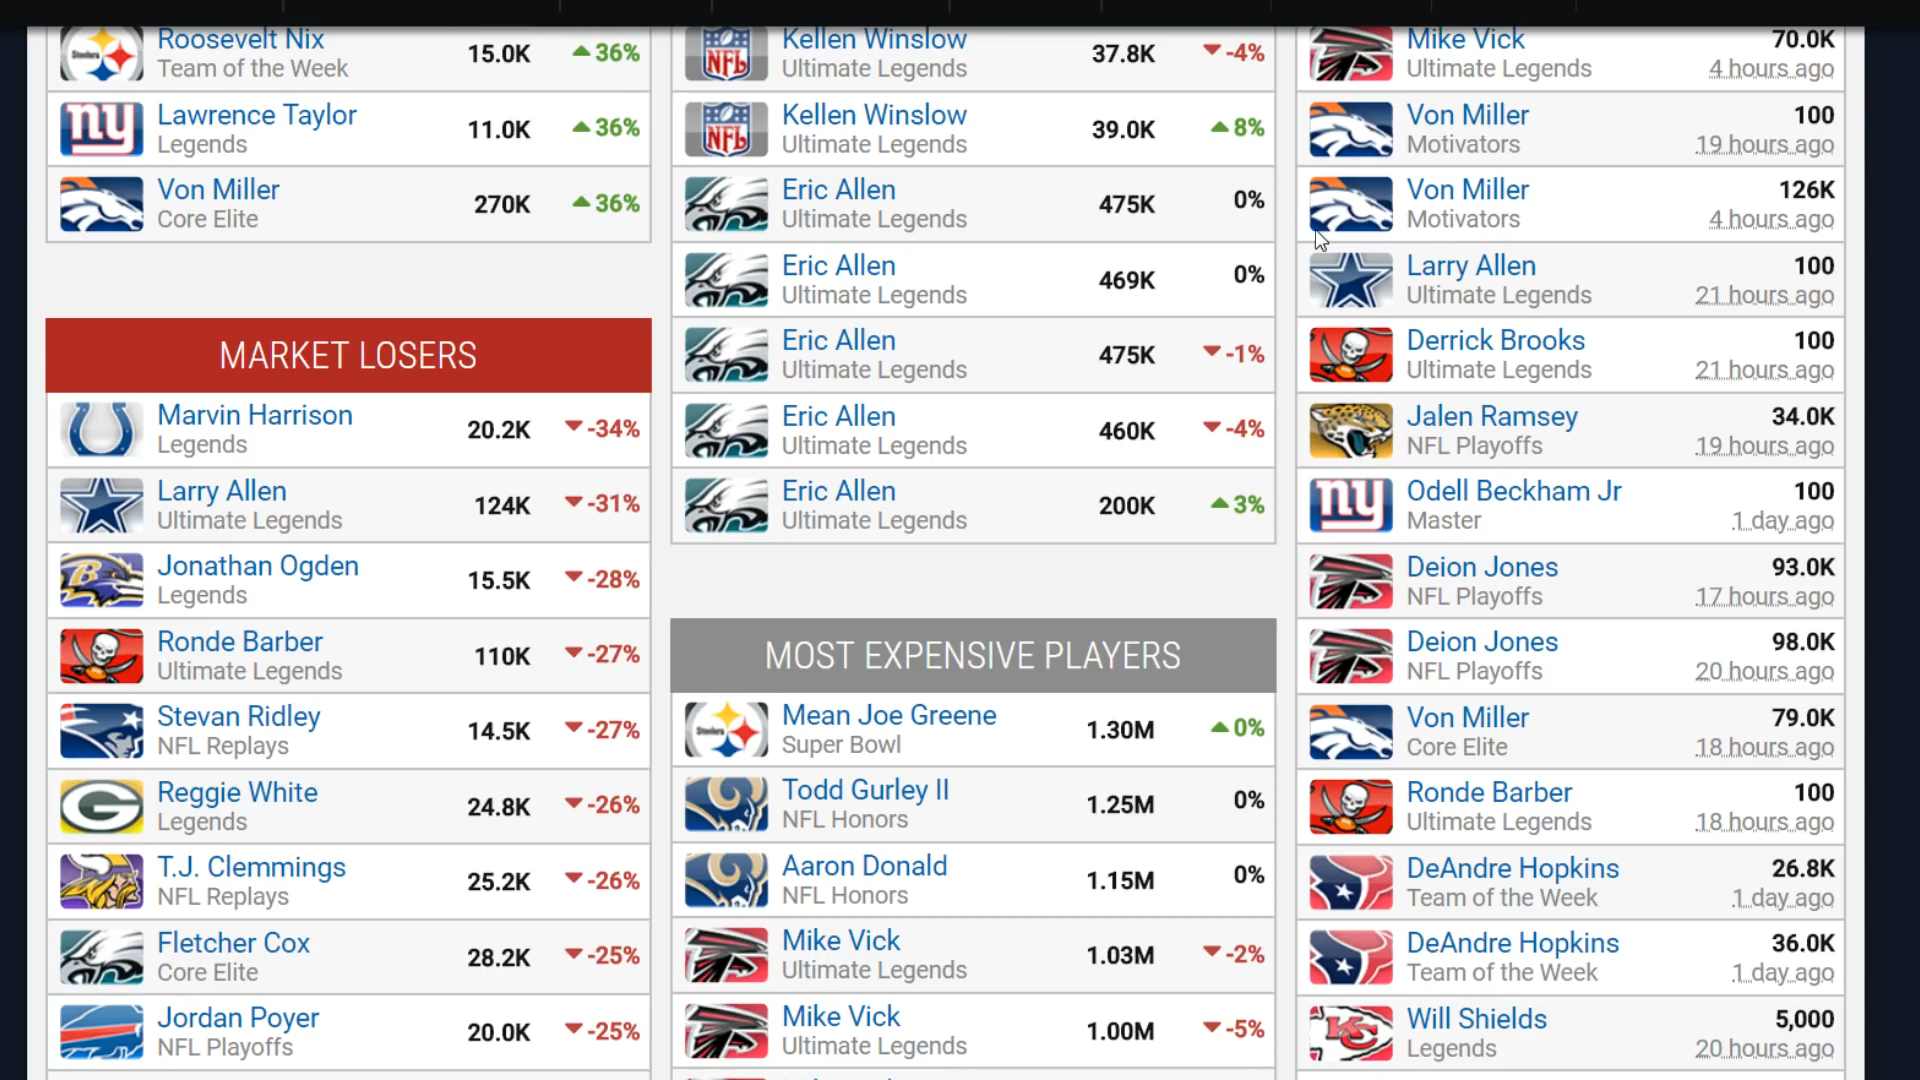 Roosevelt Nix
Team of the Week
15.0K
36%
Lawrence Taylor
Legends
11.0K
36%
Von Miller
Core Elite
270K
36%
MARKET LOSERS
Marvin Harrison
Legends
20.2K
-34%
Larry Allen
Ultimate Legends
124K
-31%
Jonathan Ogden
Legends
15.5K
-28%
Ronde Barber
Ultimate Legends
110K
-27%
Stevan Ridley
NFL Replays
14.5K
-27%
Reggie White
Legends
24.8K
-26%
T.J. Clemmings
NFL Replays
25.2K
-26%
Fletcher Cox
Core Elite
28.2K
-25%
Jordan Poyer
NFL Playoffs
20.0K
-25%
Kellen Winslow
Ultimate Legends
37.8K
-4%
Kellen Winslow
Ultimate Legends
39.0K
8%
Eric Allen
Ultimate Legends
475K
0%
Eric Allen
Ultimate Legends
469K
0%
Eric Allen
Ultimate Legends
475K
-1%
Eric Allen
Ultimate Legends
460K
-4%
Eric Allen
Ultimate Legends
200K
3%
MOST EXPENSIVE PLAYERS
Mean Joe Greene
Super Bowl
1.30M
0%
Todd Gurley II
NFL Honors
1.25M
0%
Aaron Donald
NFL Honors
1.15M
0%
Mike Vick
Ultimate Legends
1.03M
-2%
Mike Vick
Ultimate Legends
1.00M
-5%
Mike Vick
Ultimate Legends
70.0K
4 hours ago
Von Miller
Motivators
100
19 hours ago
Von Miller
Motivators
126K
4 hours ago
Larry Allen
Ultimate Legends
100
21 hours ago
Derrick Brooks
Ultimate Legends
100
21 hours ago
Jalen Ramsey
NFL Playoffs
34.0K
19 hours ago
Odell Beckham Jr
Master
100
1 day ago
Deion Jones
NFL Playoffs
93.0K
17 hours ago
Deion Jones
NFL Playoffs
98.0K
20 hours ago
Von Miller
Core Elite
79.0K
18 hours ago
Ronde Barber
Ultimate Legends
100
18 hours ago
DeAndre Hopkins
Team of the Week
26.8K
1 day ago
DeAndre Hopkins
Team of the Week
36.0K
1 day ago
Will Shields
Legends
5,000
20 hours ago